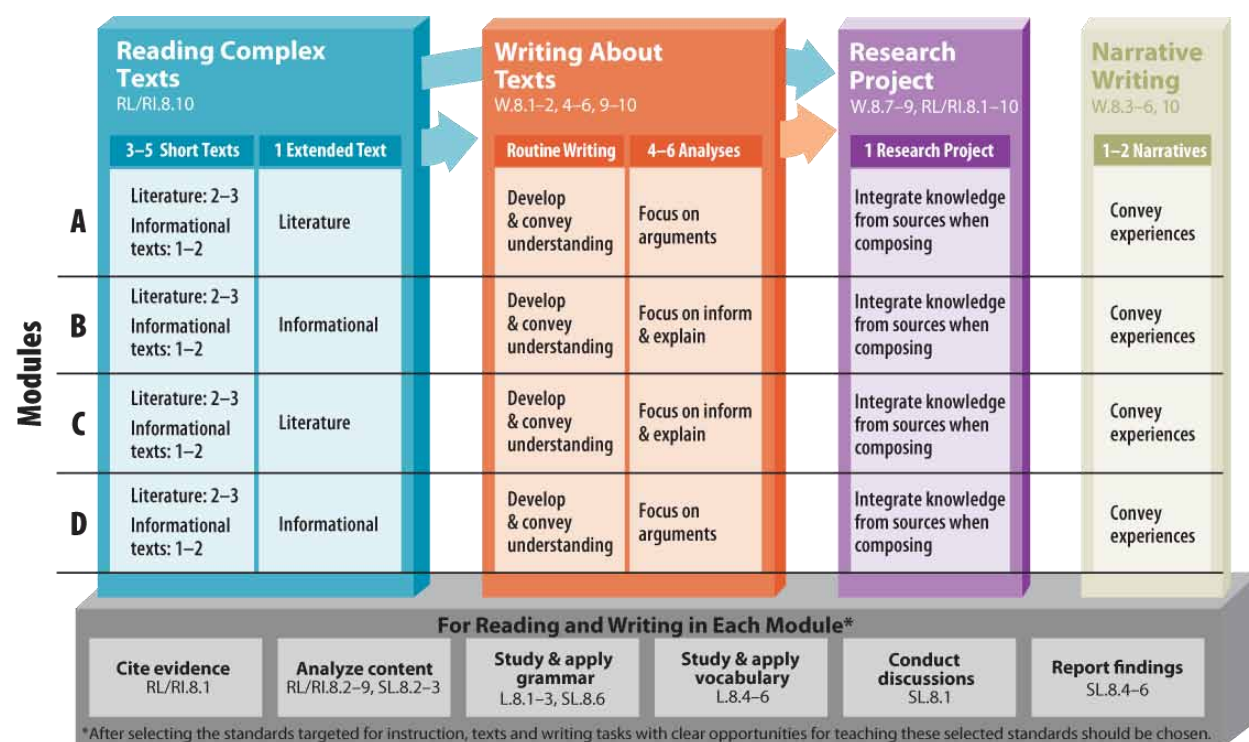 Reading Complex
Texts
RL/RI.8.10
3–5 Short Texts
1 Extended Text
Writing About
Texts
W.8.1–2, 4–6, 9–10
Routine Writing
4–6 Analyses
Research
Project
W.8.7–9, RL/RI.8.1–10
1 Research Project
Narrative
Writing
W.8.3–6, 10
1–2 Narratives
Modules
A
Literature: 2–3
Informational
texts: 1–2
Literature
Develop
& convey
understanding
Focus on
arguments
Integrate knowledge
from sources when
composing
Convey
experiences
B
Literature: 2–3
Informational
texts: 1–2
Informational
Develop
& convey
understanding
Focus on inform
& explain
Integrate knowledge
from sources when
composing
Convey
experiences
C
Literature: 2–3
Informational
texts: 1–2
Literature
Develop
& convey
understanding
Focus on inform
& explain
Integrate knowledge
from sources when
composing
Convey
experiences
D
Literature: 2–3
Informational
texts: 1–2
Informational
Develop
& convey
understanding
Focus on
arguments
Integrate knowledge
from sources when
composing
Convey
experiences
For Reading and Writing in Each Module*
Cite evidence
RL/RI.8.1
Analyze content
RL/RI.8.2–9, SL.8.2–3
Study & apply
grammar
L.8.1–3, SL.8.6
Study & apply
vocabulary
L.8.4–6
Conduct
discussions
SL.8.1
Report findings
SL.8.4–6
*After selecting the standards targeted for instruction, texts and writing tasks with clear opportunities for teaching these selected standards should be chosen.